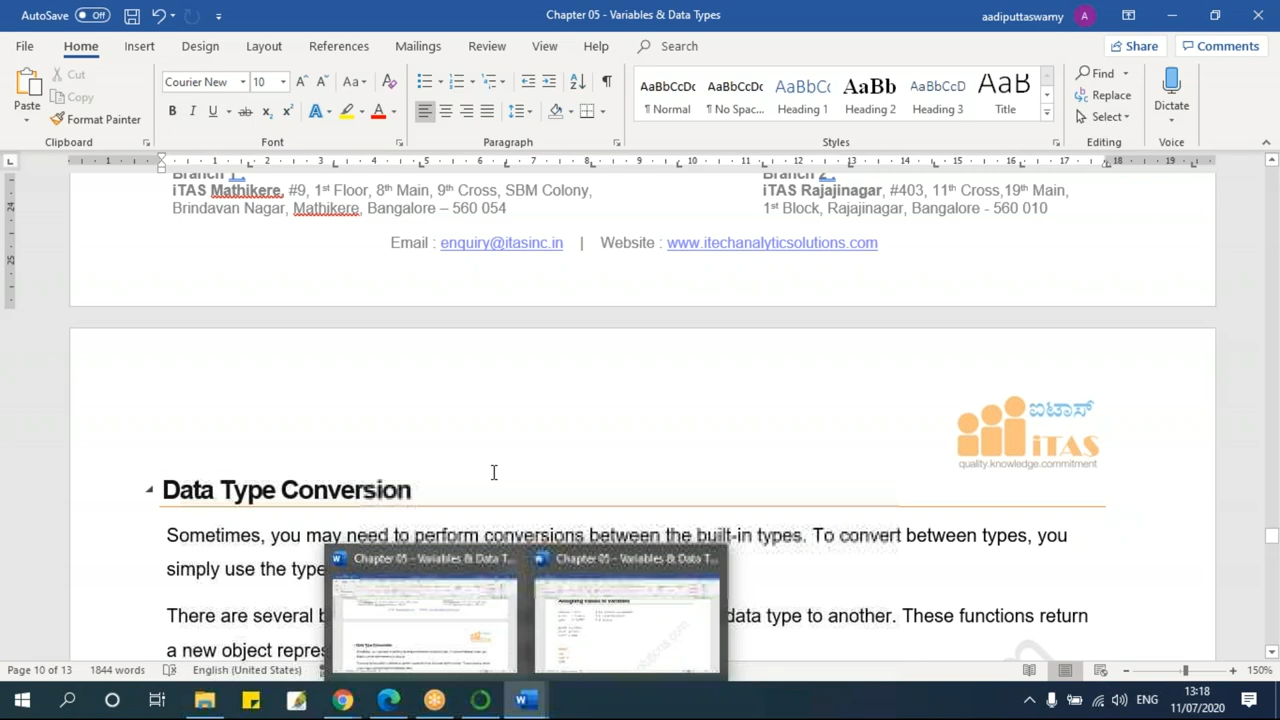 AutoSave Off Chapter 05 - Variables & Data Types aadiputtaswamy A
File Home Insert Design Layout References Mailings Review View Help Search Share Comments
Paste Cut Copy Format Painter
Courier New 10 Aa
AaBbCcDc AaBbCcDc AaBbCc AaBb AaBbCcD AaB
¶ Normal ¶ No Spac... Heading 1 Heading 2 Heading 3 Title
Find Replace Select Dictate
Clipboard Font Paragraph Styles Editing Voice
Branch 1 : Branch 2 :
iTAS Mathikere, #9, 1st Floor, 8th Main, 9th Cross, SBM Colony,
Brindavan Nagar, Mathikere, Bangalore – 560 054
iTAS Rajajinagar, #403, 11th Cross,19th Main,
1st Block, Rajajinagar, Bangalore - 560 010
Email : enquiry@itasinc.in | Website : www.itechanalyticsolutions.com
ಐಟಾಸ್
iTAS
quality.knowledge.commitment
Data Type Conversion
Sometimes, you may need to perform conversions between the built-in types. To convert between types, you
simply use the type
There are several data type to another. These functions return
a new object repres
Chapter 05 - Variables & Data T... Chapter 05 - Variables & Data T...
Page 10 of 13 1844 words English (United States) 150%
ENG 13:18
11/07/2020